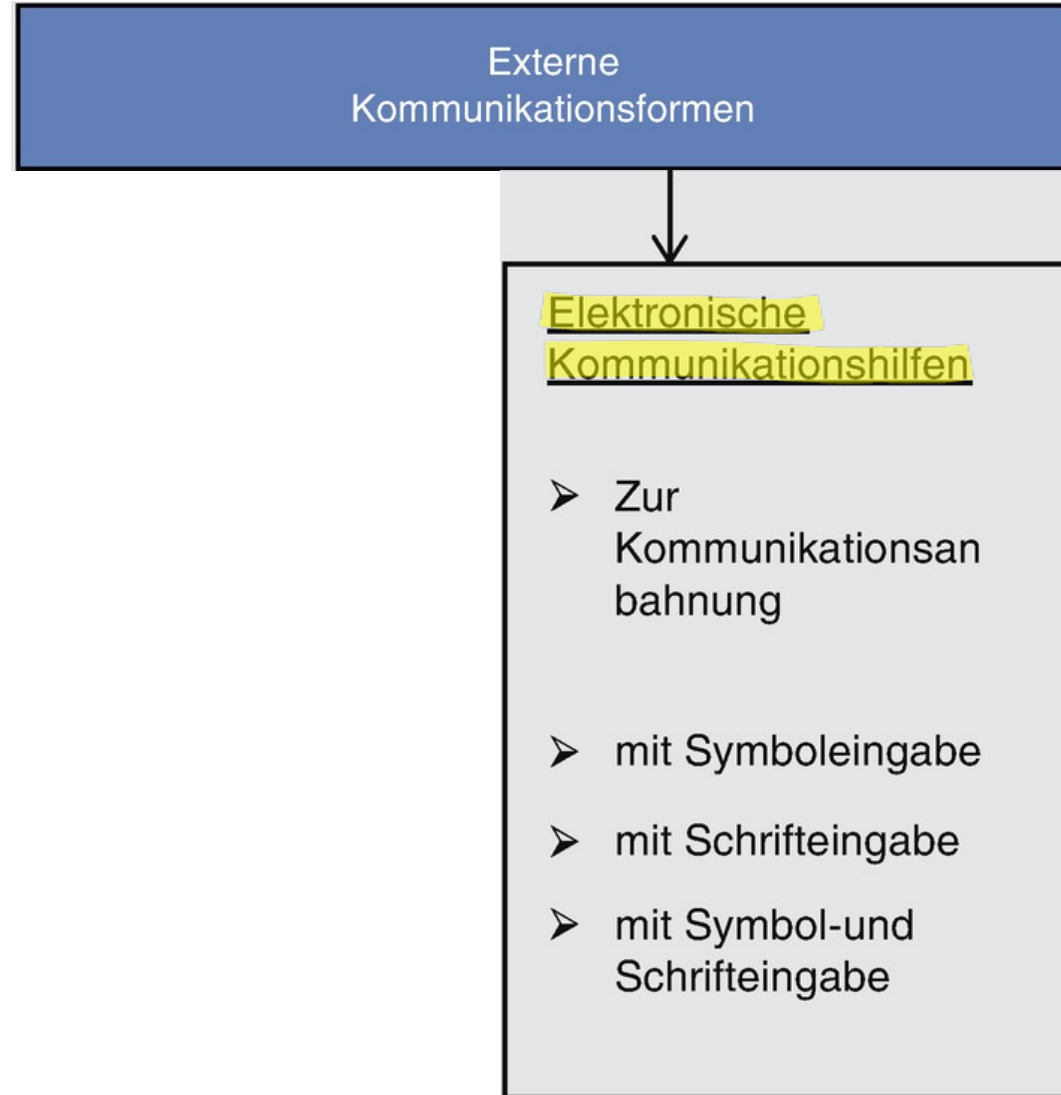 Externe
Kommunikationsformen
Elektronische
Kommunikationshilfen
➢ Zur
Kommunikationsan
bahnung
➢ mit Symboleingabe
➢ mit Schrifteingabe
➢ mit Symbol-und
Schrifteingabe